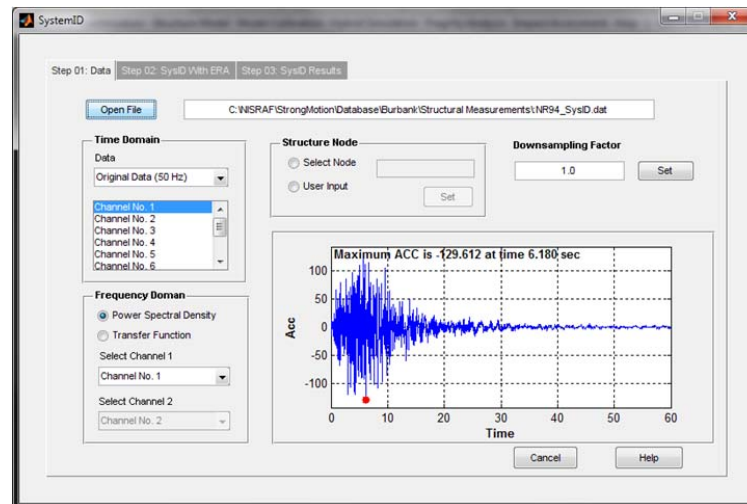 SystemID
Step 01: Data
Step 02: SysID With ERA
Step 03: SysID Results
Open File
C:\NISRAF\StrongMotion\Database\Burbank\Structural Measurements\NR94_SysID.dat
Time Domain
Data
Original Data (50 Hz)
Channel No. 1
Channel No. 2
Channel No. 3
Channel No. 4
Channel No. 5
Channel No. 6
Structure Node
Select Node
User Input
Set
Downsampling Factor
1.0
Set
Frequency Doman
Power Spectral Density
Transfer Function
Select Channel 1
Channel No. 1
Select Channel 2
Channel No. 2
Maximum ACC is -129.612 at time 6.180 sec
100
50
0
-50
-100
Acc
0 10 20 30 40 50 60
Time
Cancel
Help